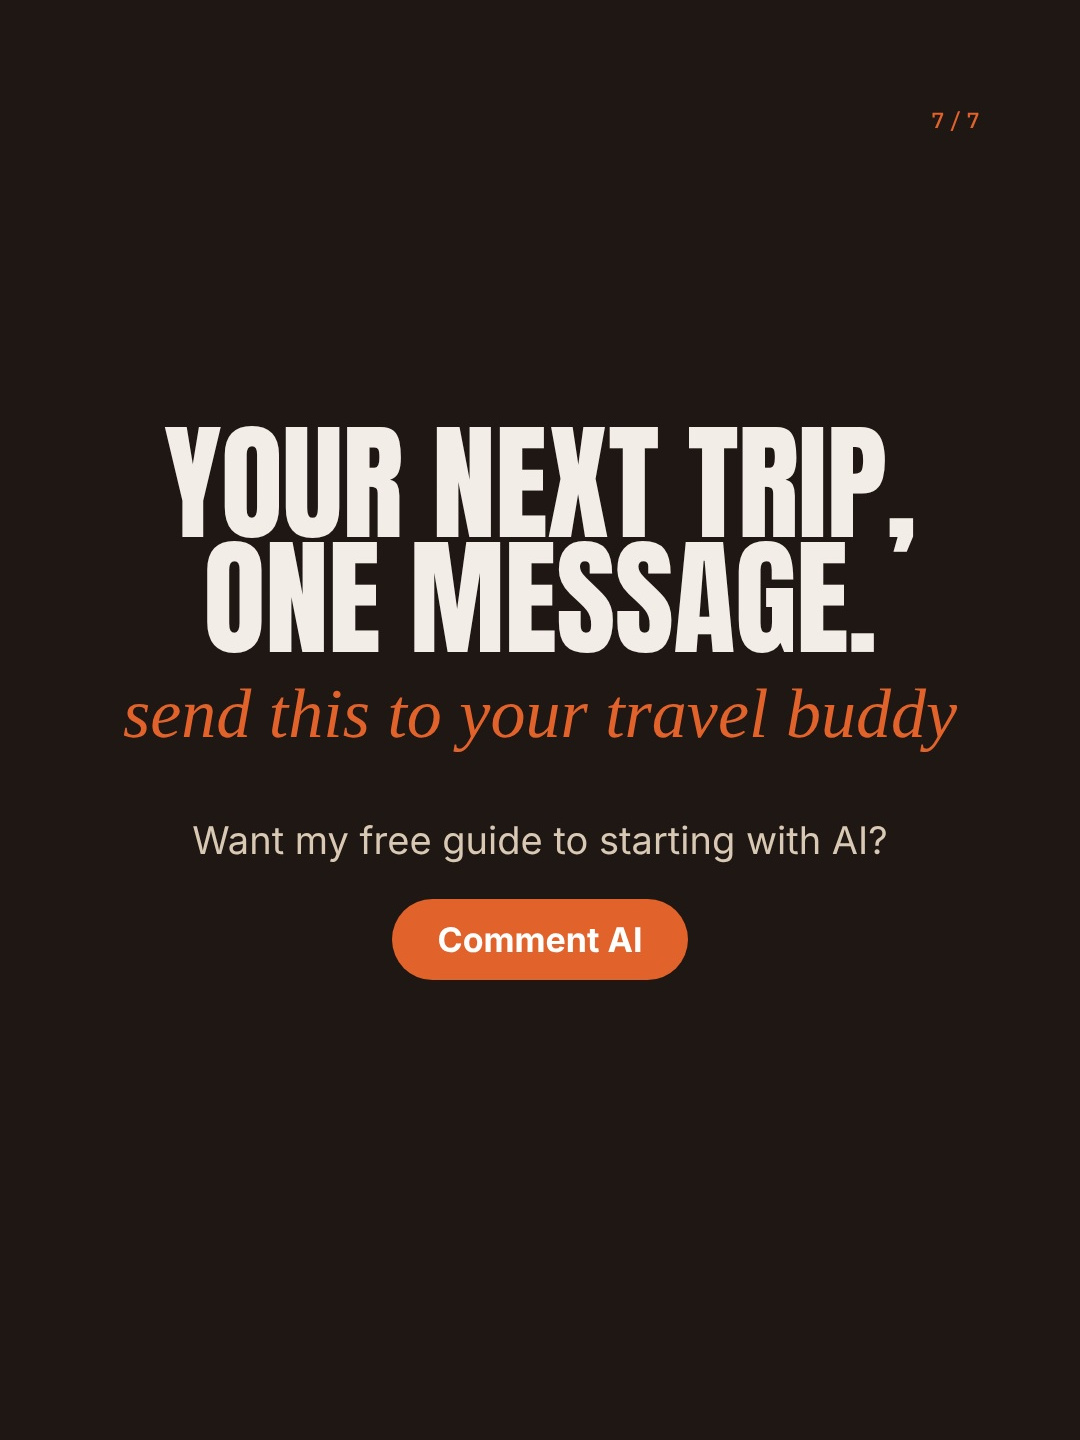 7 / 7
YOUR NEXT TRIP,
ONE MESSAGE.
send this to your travel buddy
Want my free guide to starting with AI?
Comment AI